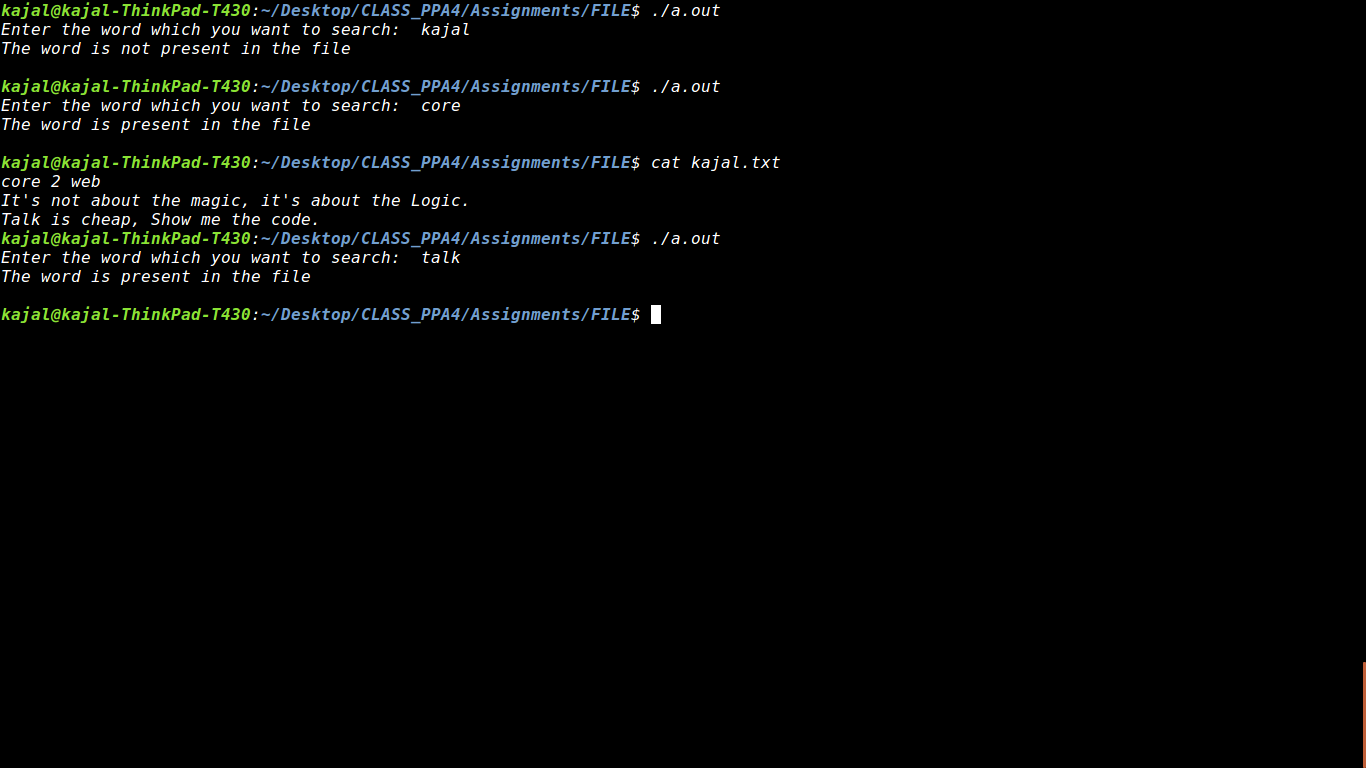 kajal@kajal-ThinkPad-T430:~/Desktop/CLASS_PPA4/Assignments/FILE$ ./a.out
Enter the word which you want to search:  kajal
The word is not present in the file
kajal@kajal-ThinkPad-T430:~/Desktop/CLASS_PPA4/Assignments/FILE$ ./a.out
Enter the word which you want to search:  core
The word is present in the file
kajal@kajal-ThinkPad-T430:~/Desktop/CLASS_PPA4/Assignments/FILE$ cat kajal.txt
core 2 web
It's not about the magic, it's about the Logic.
Talk is cheap, Show me the code.
kajal@kajal-ThinkPad-T430:~/Desktop/CLASS_PPA4/Assignments/FILE$ ./a.out
Enter the word which you want to search:  talk
The word is present in the file
kajal@kajal-ThinkPad-T430:~/Desktop/CLASS_PPA4/Assignments/FILE$